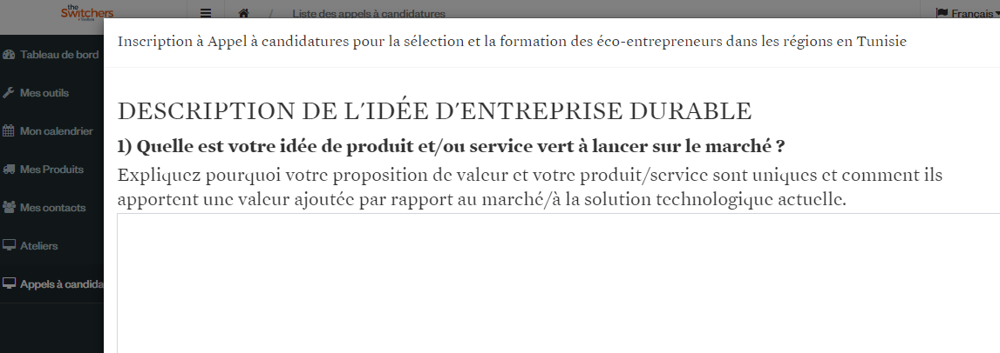 the
Switchers
Liste des appels à candidatures
Français
Inscription à Appel à candidatures pour la sélection et la formation des éco-entrepreneurs dans les régions en Tunisie
Tableau de bord
Mes outils
Mon calendrier
Mes Produits
Mes contacts
Ateliers
Appels à candida
DESCRIPTION DE L'IDÉE D'ENTREPRISE DURABLE
1) Quelle est votre idée de produit et/ou service vert à lancer sur le marché ?
Expliquez pourquoi votre proposition de valeur et votre produit/service sont uniques et comment ils
apportent une valeur ajoutée par rapport au marché/à la solution technologique actuelle.